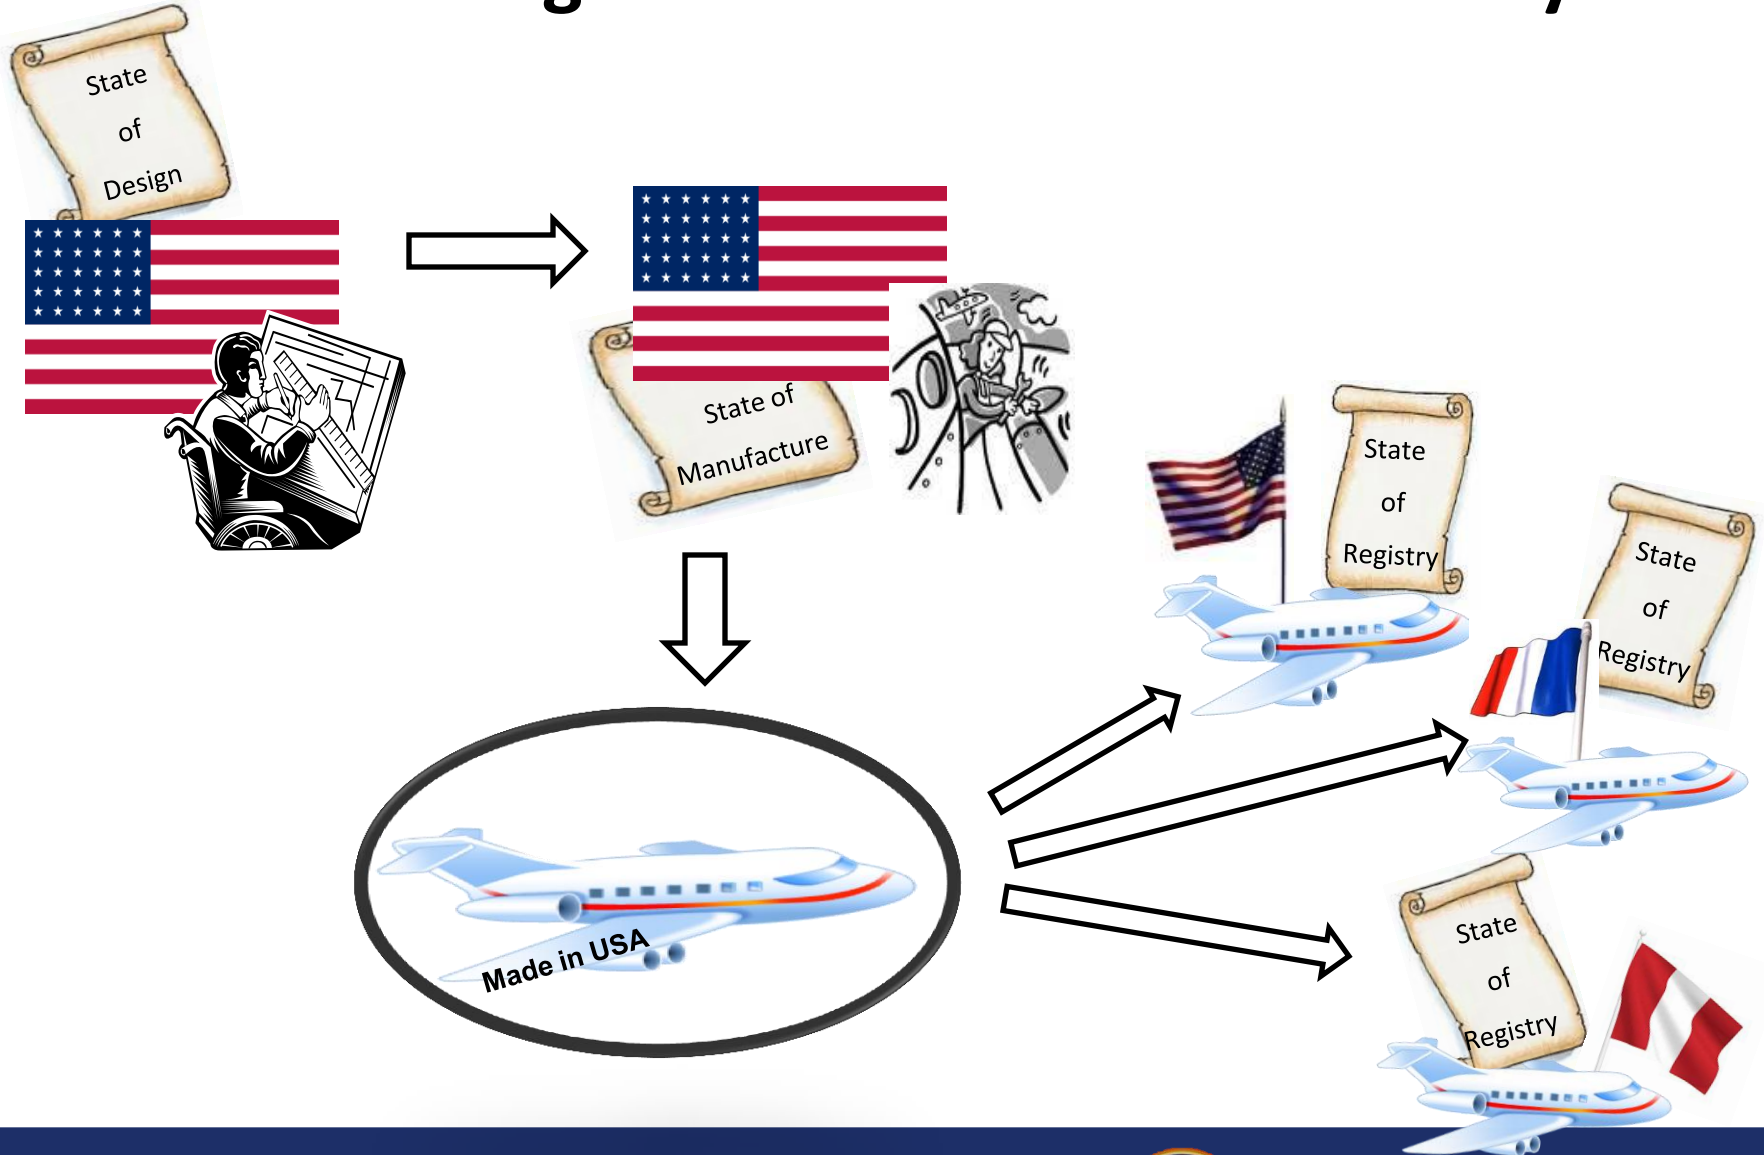 State
of
Design
State of
Manufacture
State
of
Registry
State
of
Registry
Made in USA
State
of
Registry